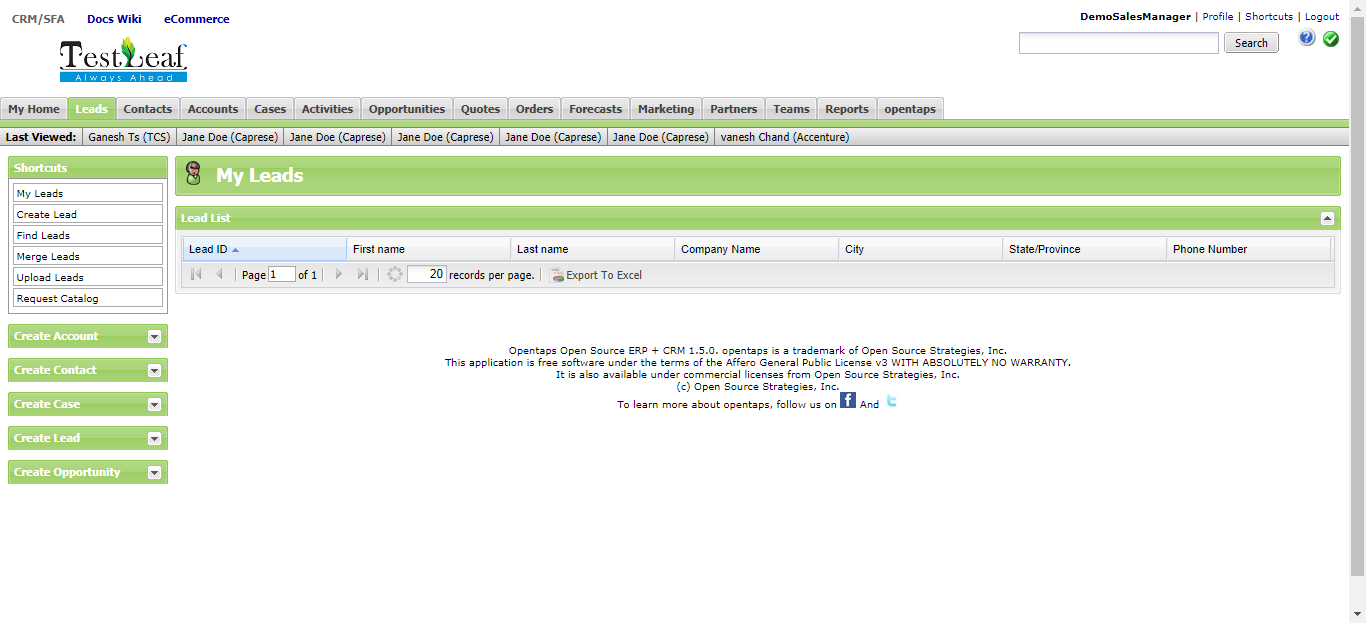 CRM/SFA Docs Wiki eCommerce
DemoSalesManager | Profile | Shortcuts | Logout
TestLeaf
Always Ahead
Search
My Home Leads Contacts Accounts Cases Activities Opportunities Quotes Orders Forecasts Marketing Partners Teams Reports opentaps
Last Viewed: Ganesh Ts (TCS) Jane Doe (Caprese) Jane Doe (Caprese) Jane Doe (Caprese) Jane Doe (Caprese) Jane Doe (Caprese) vanesh Chand (Accenture)
Shortcuts
My Leads
Create Lead
Find Leads
Merge Leads
Upload Leads
Request Catalog
Create Account
Create Contact
Create Case
Create Lead
Create Opportunity
My Leads
Lead List
Lead ID First name Last name Company Name City State/Province Phone Number
Page 1 of 1 20 records per page. Export To Excel
Opentaps Open Source ERP + CRM 1.5.0. opentaps is a trademark of Open Source Strategies, Inc.
This application is free software under the terms of the Affero General Public License v3 WITH ABSOLUTELY NO WARRANTY.
It is also available under commercial licenses from Open Source Strategies, Inc.
(c) Open Source Strategies, Inc.
To learn more about opentaps, follow us on f And t